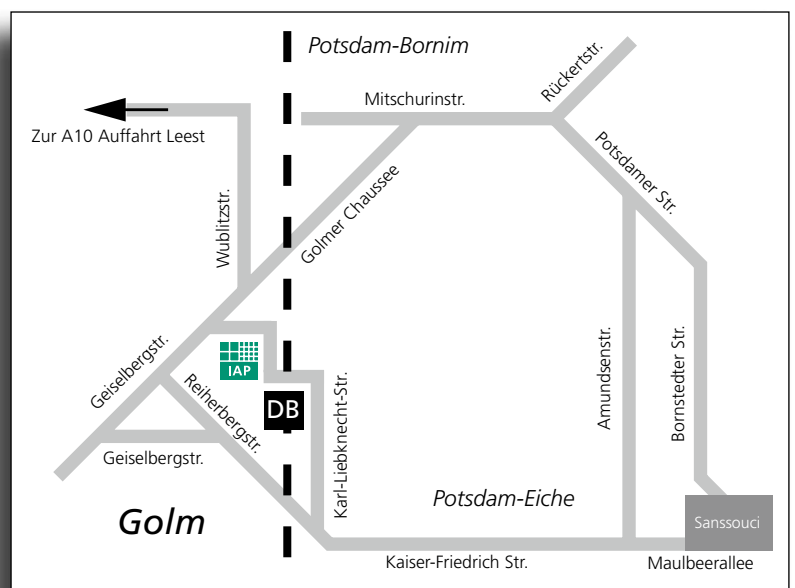 Potsdam-Bornim
Rückertstr.
Mitschurinstr.
Zur A10 Auffahrt Leest
Potsdamer Str.
Golmer Chaussee
Wublitzstr.
Geiselbergstr.
IAP
Reiherbergstr.
DB
Karl-Liebknecht-Str.
Amundsenstr.
Bornstedter Str.
Geiselbergstr.
Golm
Potsdam-Eiche
Sanssouci
Kaiser-Friedrich Str.
Maulbeerallee